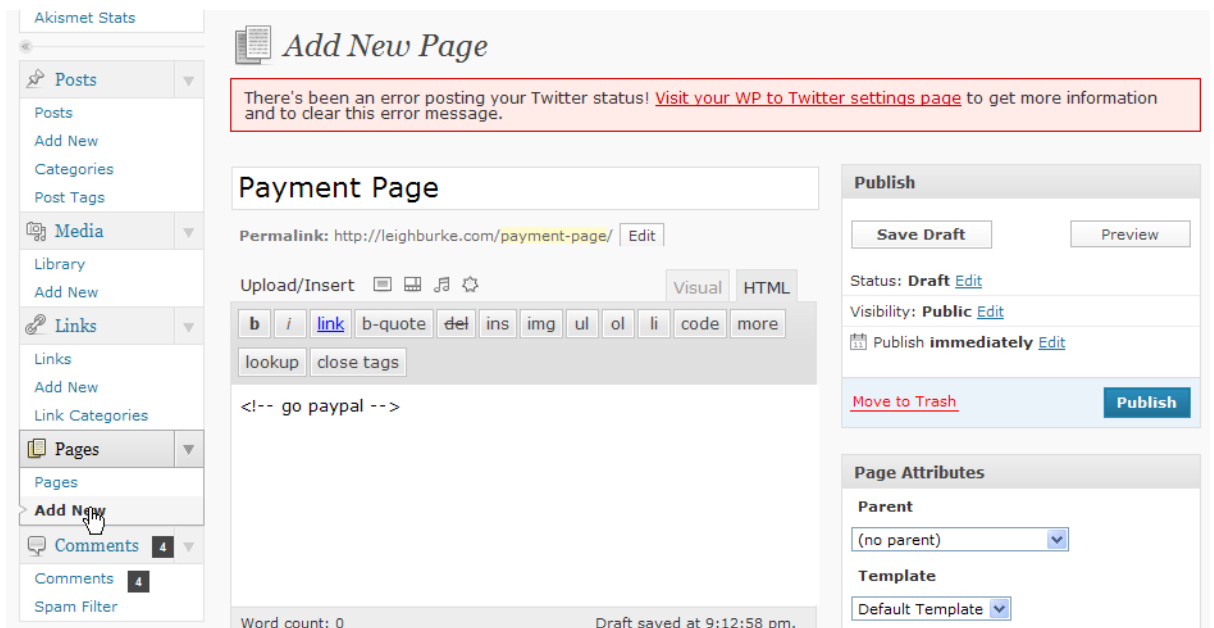 Akismet Stats
Posts
Posts
Add New
Categories
Post Tags
Media
Library
Add New
Links
Links
Add New
Link Categories
Pages
Pages
Add New
Comments 4
Comments 4
Spam Filter
Add New Page
There's been an error posting your Twitter status! Visit your WP to Twitter settings page to get more information
and to clear this error message.
Payment Page
Permalink: http://leighburke.com/payment-page/ Edit
Upload/Insert
Visual HTML
b i link b-quote del ins img ul ol li code more
lookup close tags
<!-- go paypal -->
Word count: 0 Draft saved at 9:12:58 pm.
Publish
Save Draft Preview
Status: Draft Edit
Visibility: Public Edit
11 Publish immediately Edit
Move to Trash Publish
Page Attributes
Parent
(no parent)
Template
Default Template